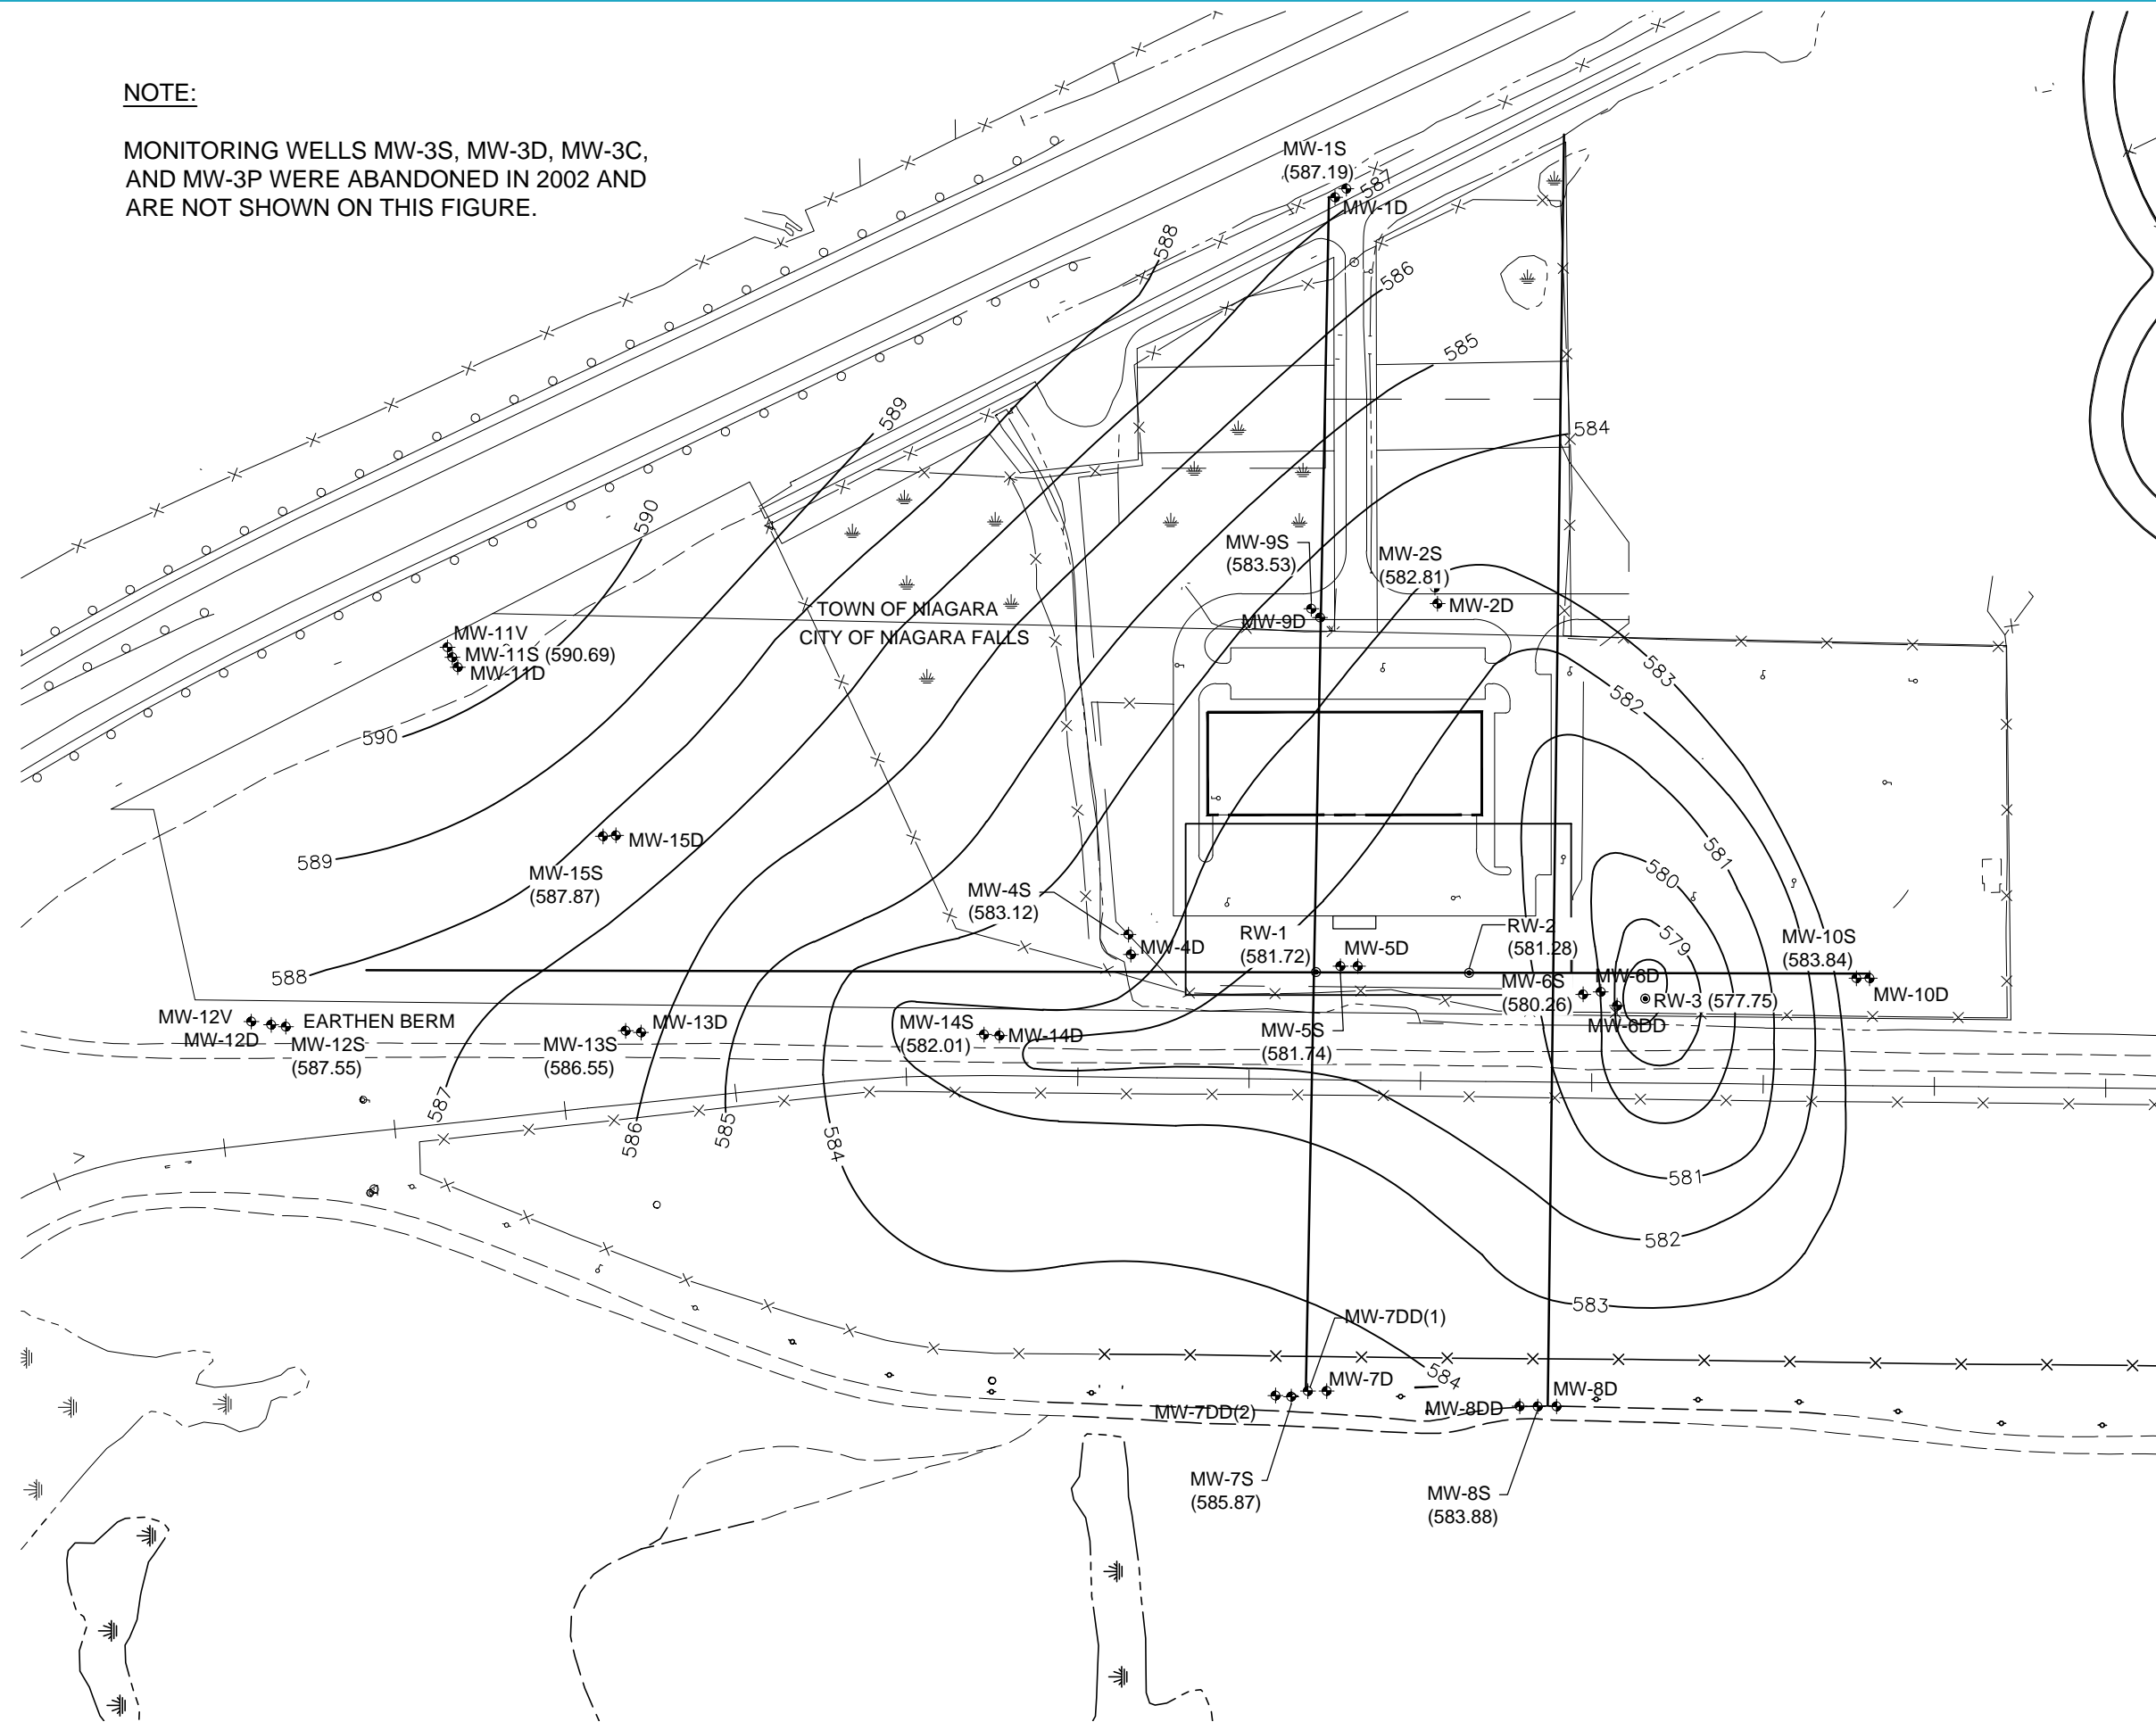 NOTE:
MONITORING WELLS MW-3S, MW-3D, MW-3C,
AND MW-3P WERE ABANDONED IN 2002 AND
ARE NOT SHOWN ON THIS FIGURE.
MW-1S
(587.19)
587
MW-1D
588
586
585
589
584
590
MW-9S
(583.53)
MW-2S
(582.81)
MW-2D
MW-9D
TOWN OF NIAGARA
CITY OF NIAGARA FALLS
MW-11V
MW-11S (590.69)
MW-11D
583
582
590
589
MW-15D
MW-15S
(587.87)
581
580
MW-4S
(583.12)
MW-4D
RW-1
(581.72)
MW-5D
RW-2
(581.28)
579
MW-10S
(583.84)
MW-10D
588
MW-6S
(580.26)
MW-6D
RW-3 (577.75)
MW-6DD
MW-12V
MW-12D
EARTHEN BERM
MW-12S
(587.55)
MW-13D
MW-13S
(586.55)
MW-14S
(582.01)
MW-14D
MW-5S
(581.74)
587
586
585
584
581
582
583
MW-7DD(1)
584
MW-7D
MW-7DD(2)
MW-8D
MW-8DD
MW-7S
(585.87)
MW-8S
(583.88)